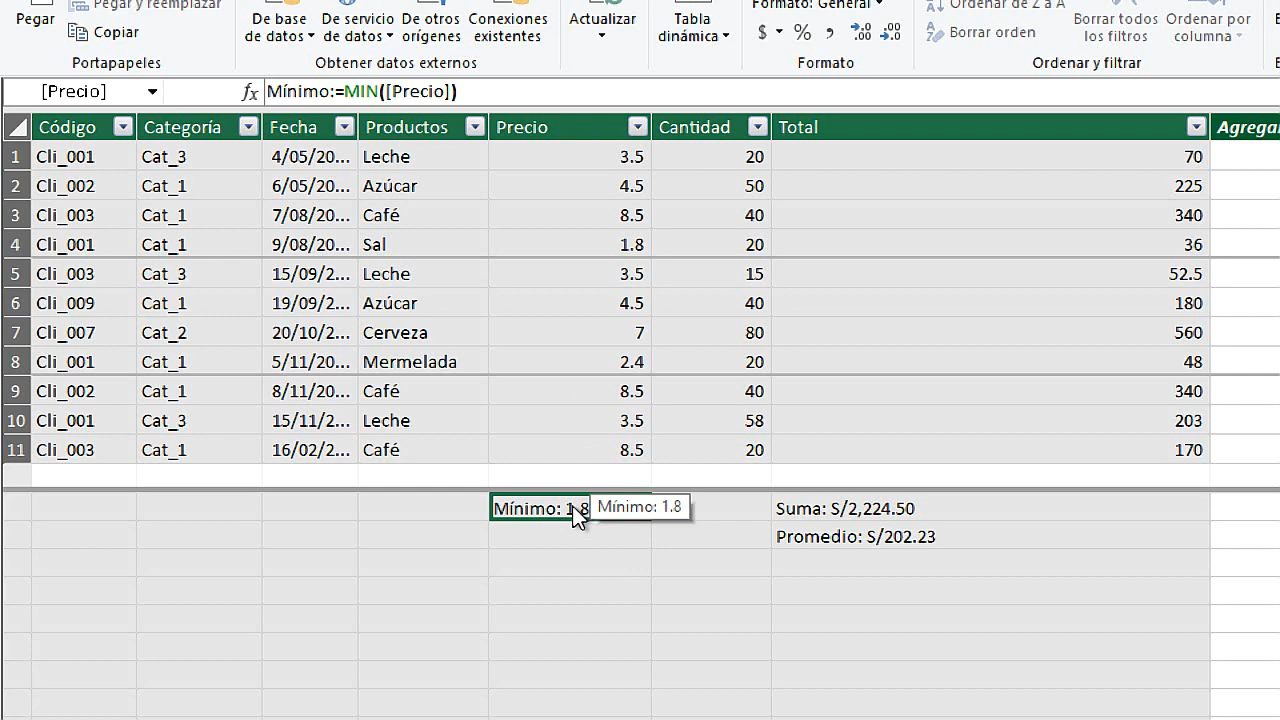 Pegar y reemplazar
Formato: General
Ordenar de Z a A
Pegar
Copiar
De base de datos
De servicio de datos
De otros orígenes
Conexiones existentes
Actualizar
Tabla dinámica
$ % , .00 .00
Borrar orden
Borrar todos los filtros
Ordenar por columna
Portapapeles
Obtener datos externos
Formato
Ordenar y filtrar
[Precio] fx Mínimo:=MIN([Precio])
Código Categoría Fecha Productos Precio Cantidad Total
1 Cli_001 Cat_3 4/05/20... Leche 3.5 20 70
2 Cli_002 Cat_1 6/05/20... Azúcar 4.5 50 225
3 Cli_003 Cat_1 7/08/20... Café 8.5 40 340
4 Cli_001 Cat_1 9/08/20... Sal 1.8 20 36
5 Cli_003 Cat_3 15/09/2... Leche 3.5 15 52.5
6 Cli_009 Cat_1 19/09/2... Azúcar 4.5 40 180
7 Cli_007 Cat_2 20/10/2... Cerveza 7 80 560
8 Cli_001 Cat_1 5/11/20... Mermelada 2.4 20 48
9 Cli_002 Cat_1 8/11/20... Café 8.5 40 340
10 Cli_001 Cat_3 15/11/2... Leche 3.5 58 203
11 Cli_003 Cat_1 16/02/2... Café 8.5 20 170
Mínimo: 1.8 Mínimo: 1.8 Suma: S/2,224.50
Promedio: S/202.23